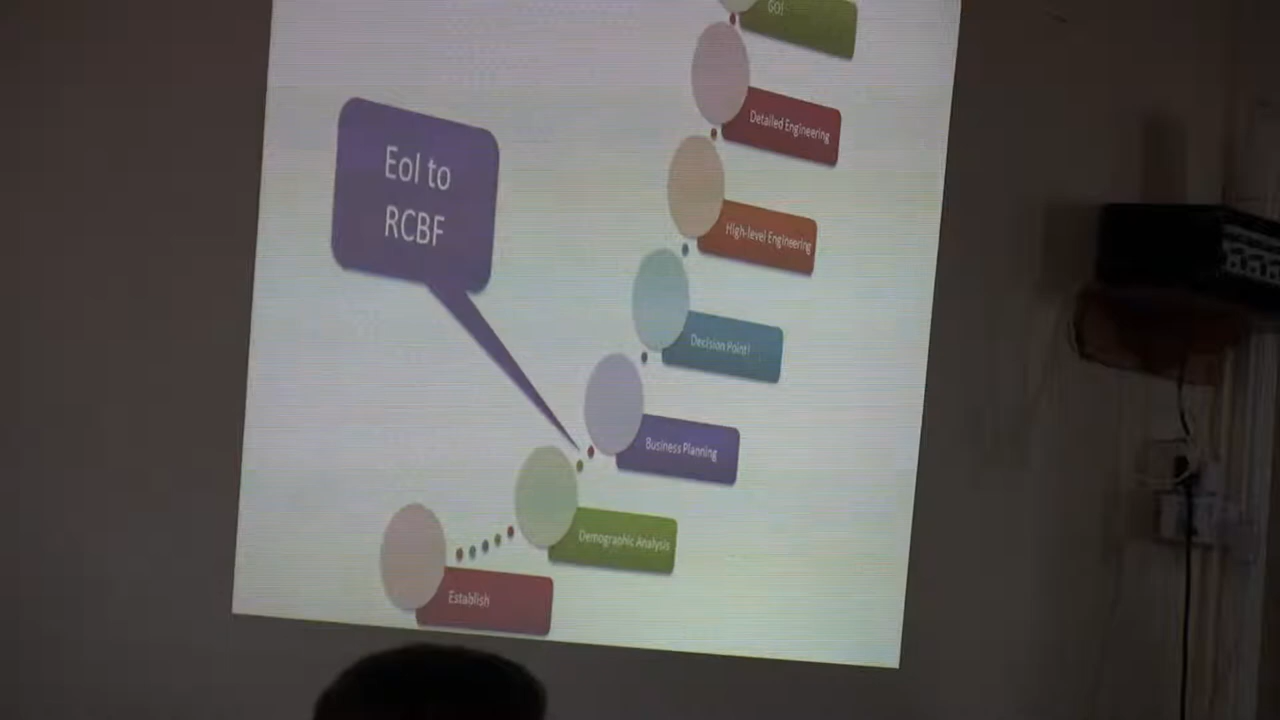 GO!
Detailed Engineering
EoI to
RCBF
High-level Engineering
Decision Point!
Business Planning
Demographic Analysis
Establish